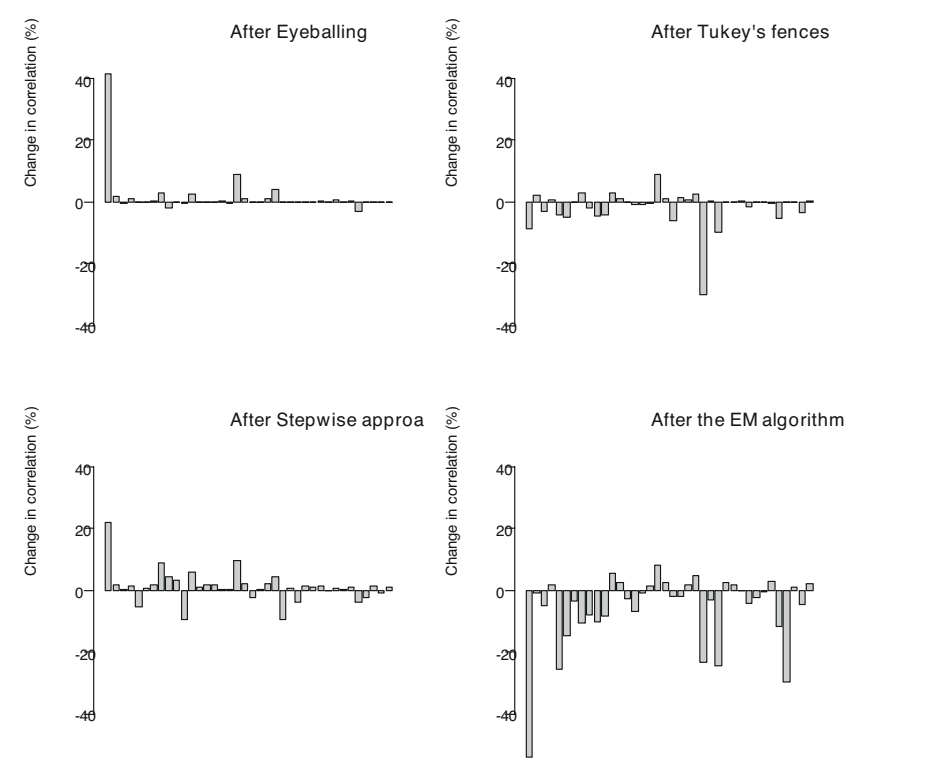 After Eyeballing
Change in correlation (%)
40
20
0
-20
-40
After Tukey's fences
Change in correlation (%)
40
20
0
-20
-40
After Stepwise approa
Change in correlation (%)
40
20
0
-20
-40
After the EM algorithm
Change in correlation (%)
40
20
0
-20
-40